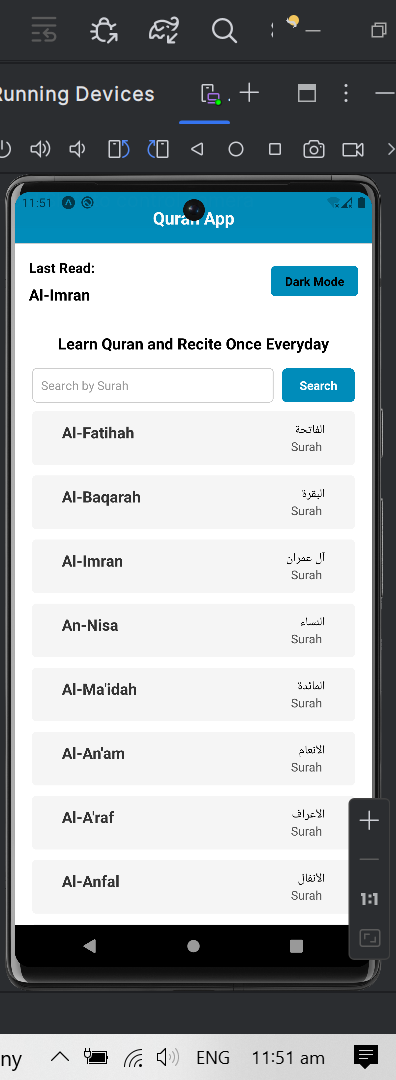 Running Devices
11:51
Quran App
Last Read:
Al-Imran
Dark Mode
Learn Quran and Recite Once Everyday
Search by Surah
Search
Al-Fatihah
الفاتحة
Surah
Al-Baqarah
البقرة
Surah
Al-Imran
آل عمران
Surah
An-Nisa
النساء
Surah
Al-Ma'idah
المائدة
Surah
Al-An'am
الأنعام
Surah
Al-A'raf
الأعراف
Surah
Al-Anfal
الأنفال
Surah
1:1
ny
ENG
11:51 am